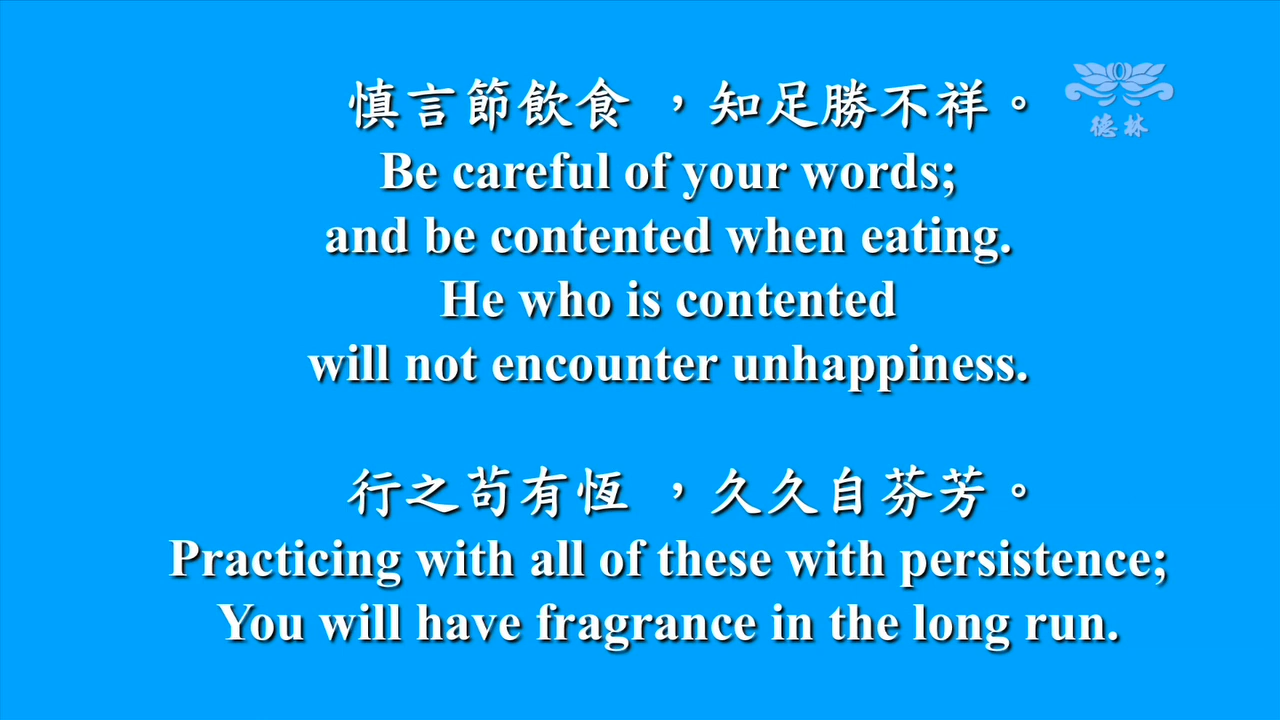 慎言節飲食 ，知足勝不祥。
德林
Be careful of your words;
and be contented when eating.
He who is contented
will not encounter unhappiness.
行之苟有恆 ，久久自芬芳。
Practicing with all of these with persistence;
You will have fragrance in the long run.